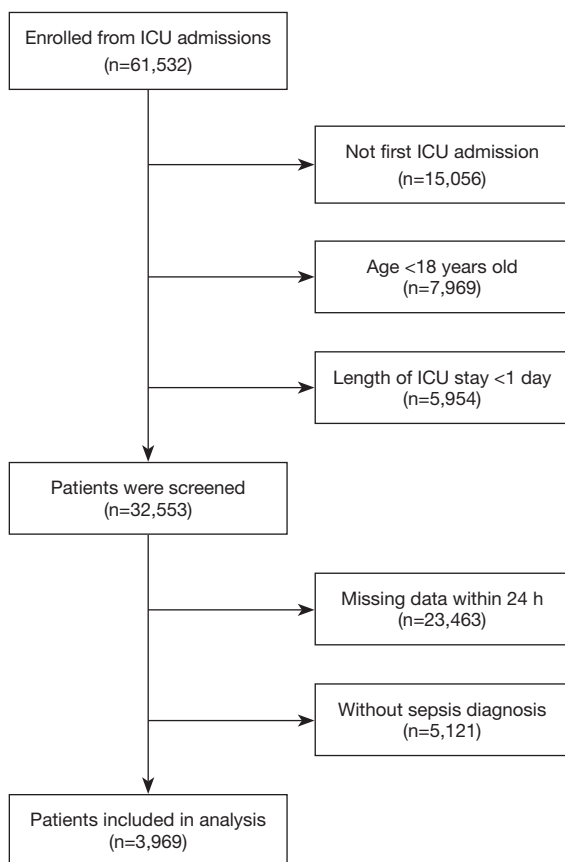 Enrolled from ICU admissions
(n=61,532)
Not first ICU admission
(n=15,056)
Age <18 years old
(n=7,969)
Length of ICU stay <1 day
(n=5,954)
Patients were screened
(n=32,553)
Missing data within 24 h
(n=23,463)
Without sepsis diagnosis
(n=5,121)
Patients included in analysis
(n=3,969)